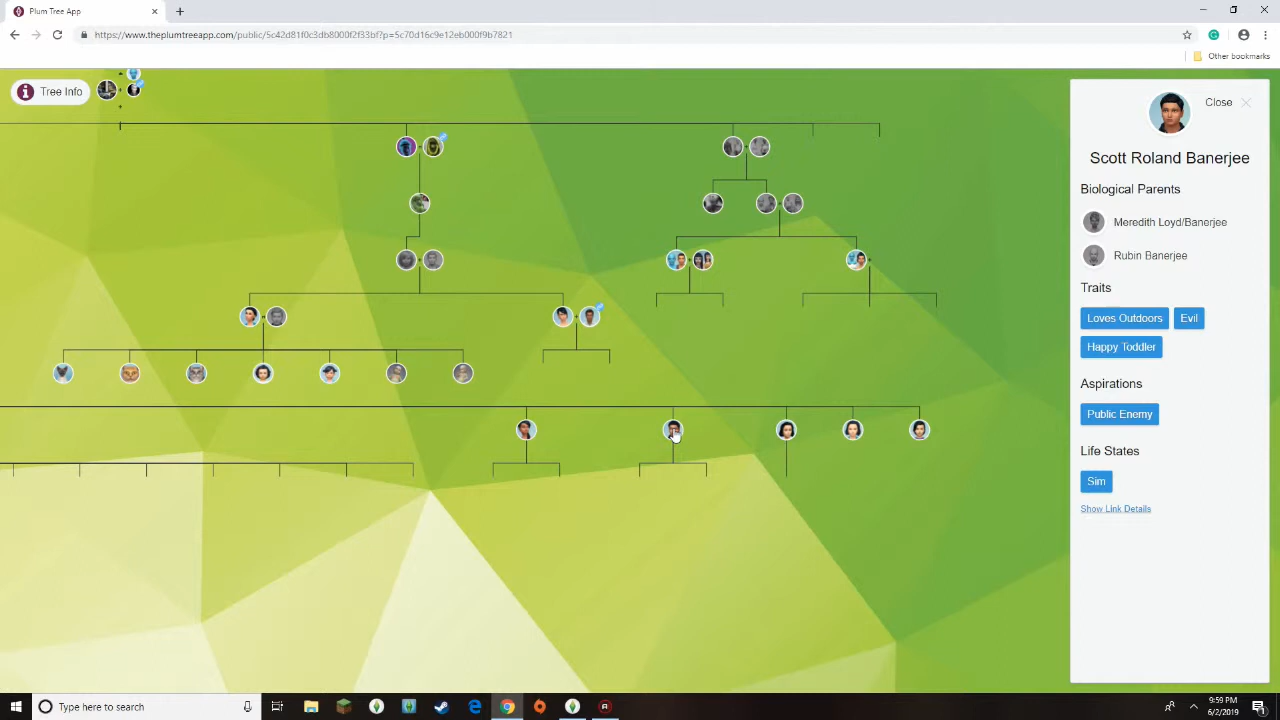 Plum Tree App
https://www.theplumtreeapp.com/public/5c42d81f0c3db8000f2f33bf?p=5c70d16c9e12eb000f9b7821
Other bookmarks
Tree Info
Close
Scott Roland Banerjee
Biological Parents
Meredith Loyd/Banerjee
Rubin Banerjee
Traits
Loves Outdoors Evil
Happy Toddler
Aspirations
Public Enemy
Life States
Sim
Show Link Details
Type here to search
9:59 PM
6/2/2019